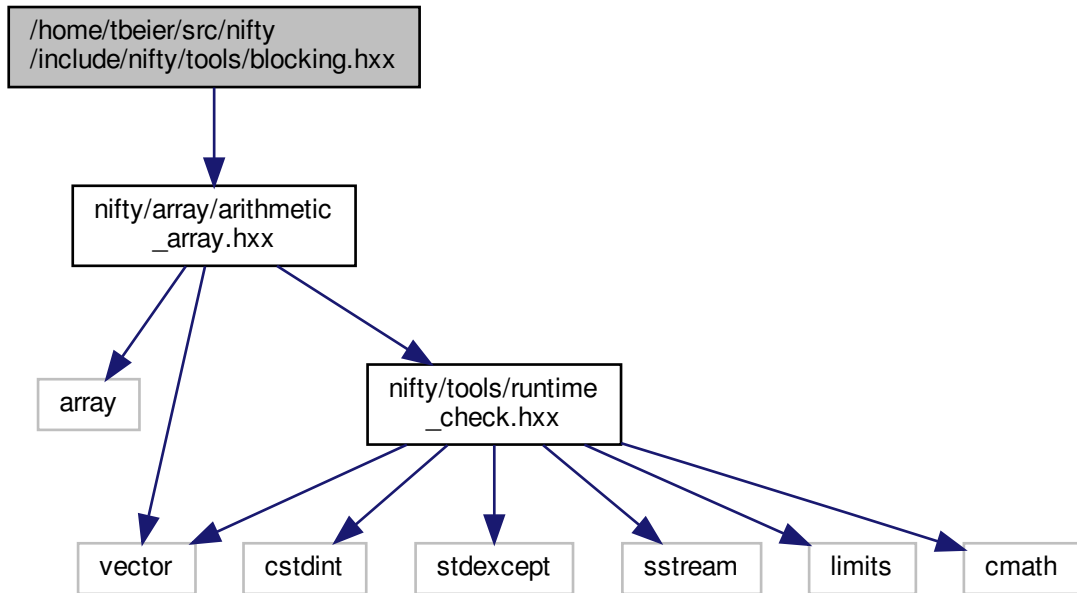 /home/tbeier/src/nifty
/include/nifty/tools/blocking.hxx
nifty/array/arithmetic
_array.hxx
array
nifty/tools/runtime
_check.hxx
vector
cstdint
stdexcept
sstream
limits
cmath